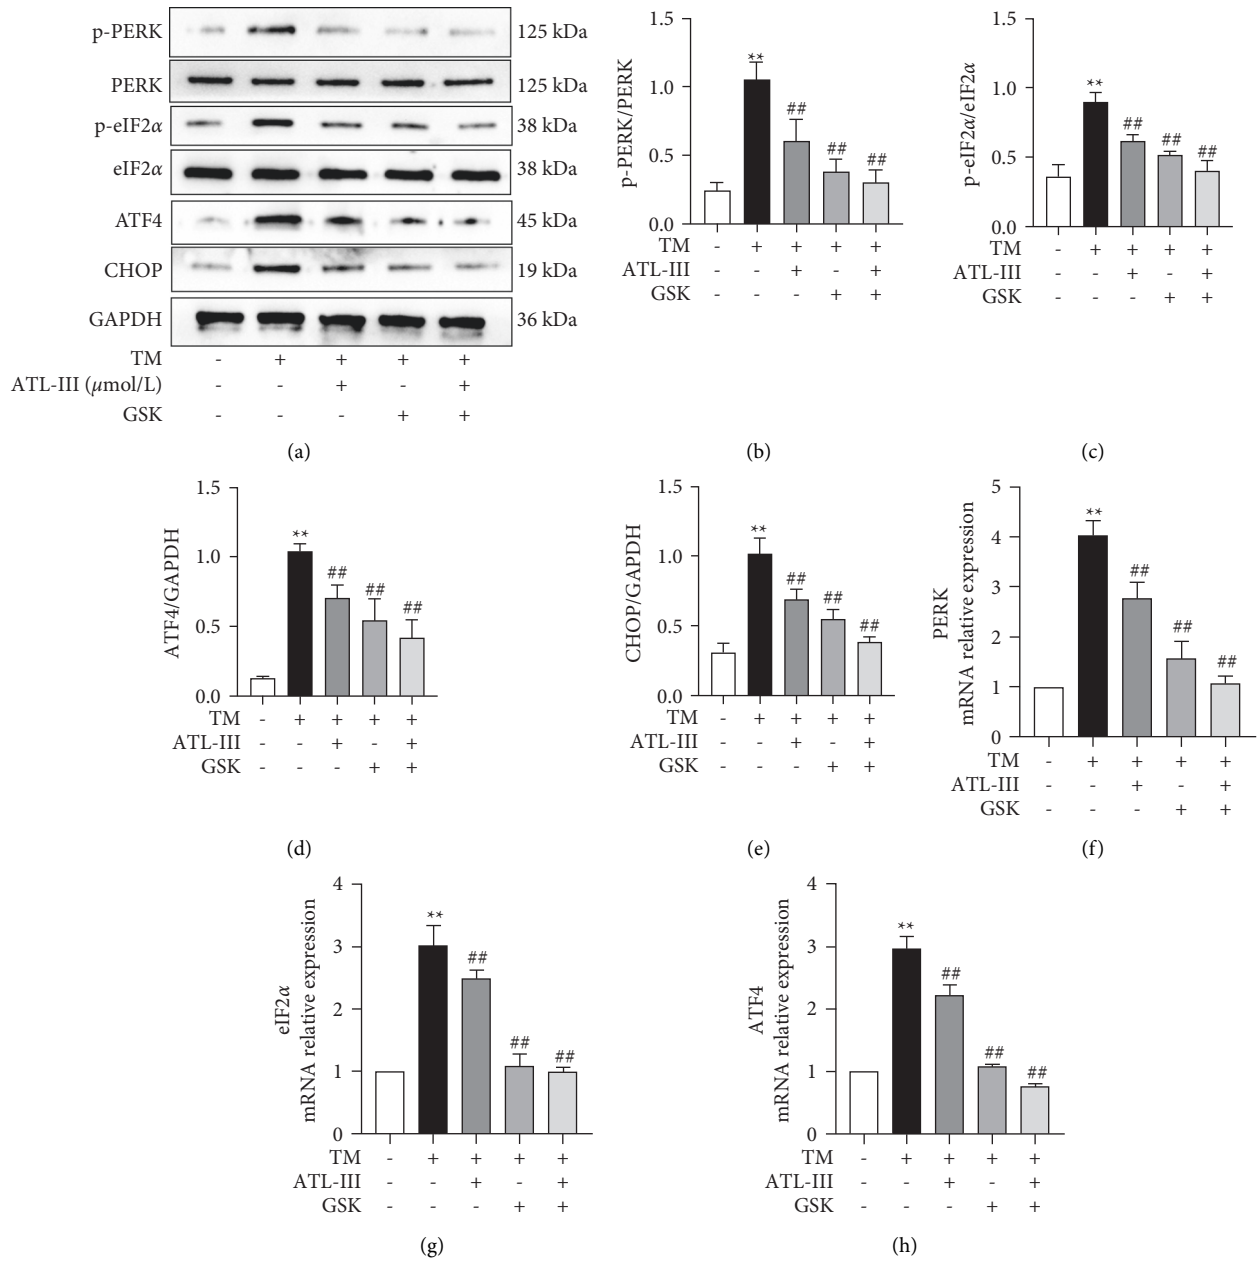 p-PERK 125 kDa
PERK 125 kDa
p-eIF2α 38 kDa
eIF2α 38 kDa
ATF4 45 kDa
CHOP 19 kDa
GAPDH 36 kDa
TM - + + + +
ATL-III (μmol/L) - - + - +
GSK - - - + +
(a)
p-PERK/PERK
1.5
1.0
0.5
0.0
** ## ## ##
TM - + + + +
ATL-III - - + - +
GSK - - - + +
(b)
p-eIF2α/eIF2α
1.5
1.0
0.5
0.0
** ## ## ##
TM - + + + +
ATL-III - - + - +
GSK - - - + +
(c)
ATF4/GAPDH
1.5
1.0
0.5
0.0
** ## ## ##
TM - + + + +
ATL-III - - + - +
GSK - - - + +
(d)
CHOP/GAPDH
1.5
1.0
0.5
0.0
** ## ## ##
TM - + + + +
ATL-III - - + - +
GSK - - - + +
(e)
PERK
mRNA relative expression
5
4
3
2
1
0
** ## ## ##
TM - + + + +
ATL-III - - + - +
GSK - - - + +
(f)
eIF2α
mRNA relative expression
4
3
2
1
0
** ## ## ##
TM - + + + +
ATL-III - - + - +
GSK - - - + +
(g)
ATF4
mRNA relative expression
4
3
2
1
0
** ## ## ##
TM - + + + +
ATL-III - - + - +
GSK - - - + +
(h)